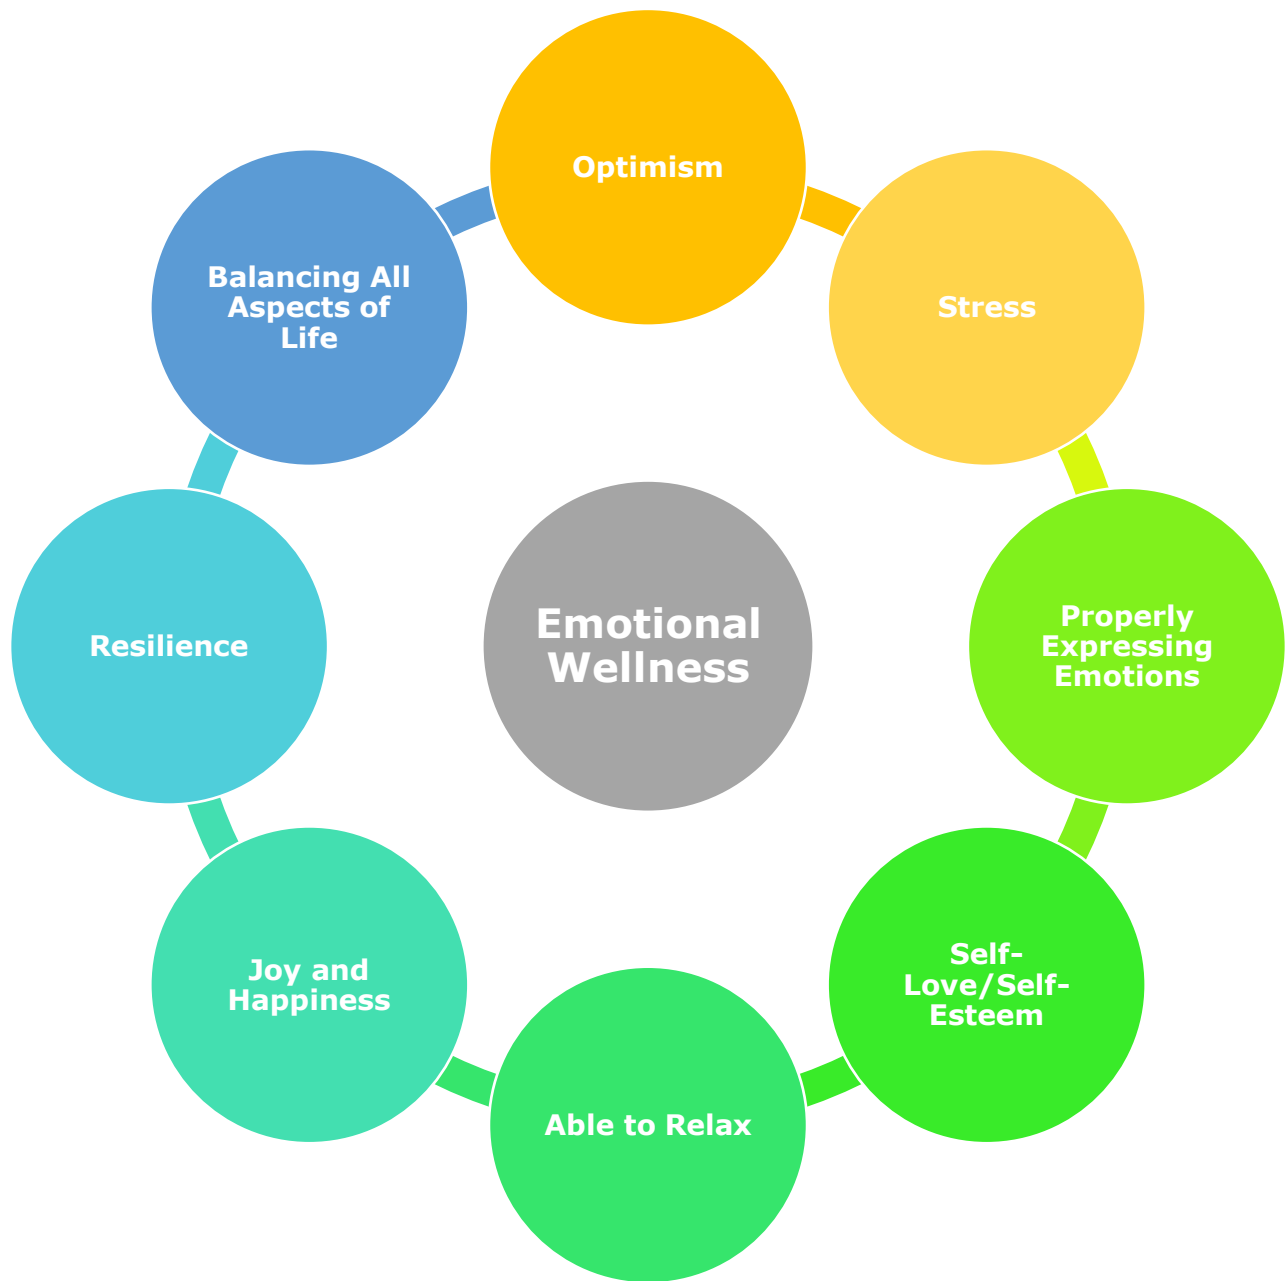 Optimism
Stress
Properly
Expressing
Emotions
Self-
Love/Self-
Esteem
Able to Relax
Joy and
Happiness
Resilience
Balancing All
Aspects of
Life
Emotional
Wellness